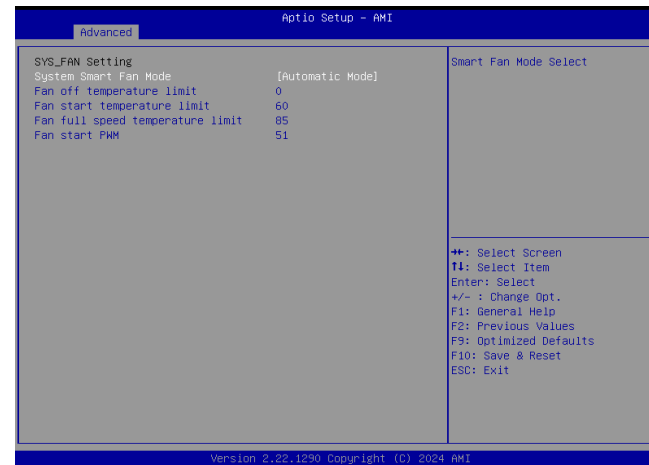 Aptio Setup – AMI
Advanced
SYS_FAN Setting
System Smart Fan Mode [Automatic Mode]
Fan off temperature limit 0
Fan start temperature limit 60
Fan full speed temperature limit 85
Fan start PWM 51
Smart Fan Mode Select
→←: Select Screen
↑↓: Select Item
Enter: Select
+/- : Change Opt.
F1: General Help
F2: Previous Values
F9: Optimized Defaults
F10: Save & Reset
ESC: Exit
Version 2.22.1290 Copyright (C) 2024 AMI